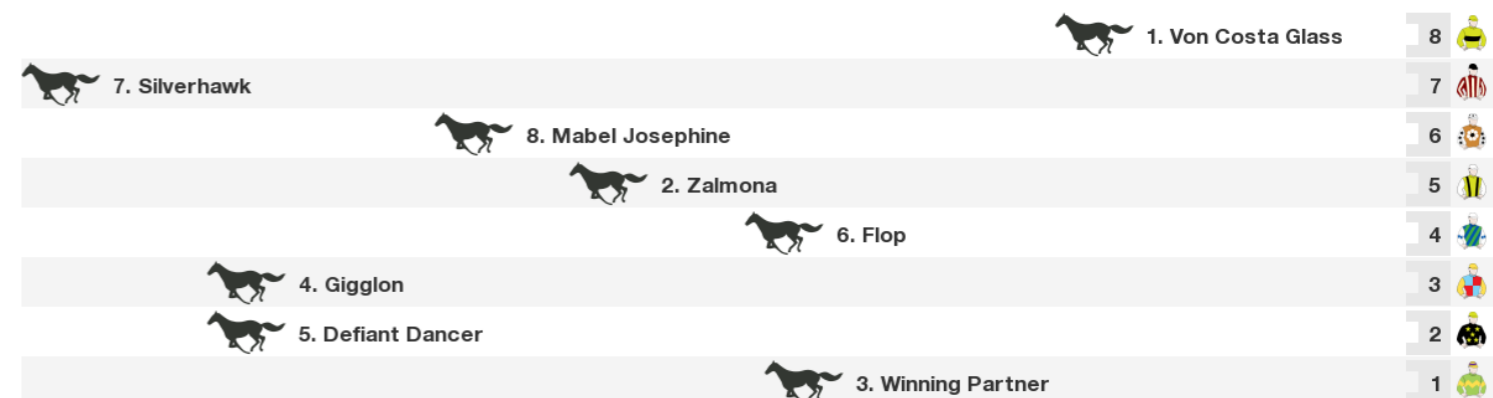 1. Von Costa Glass 8
7. Silverhawk 7
8. Mabel Josephine 6
2. Zalmona 5
6. Flop 4
4. Gigglon 3
5. Defiant Dancer 2
3. Winning Partner 1